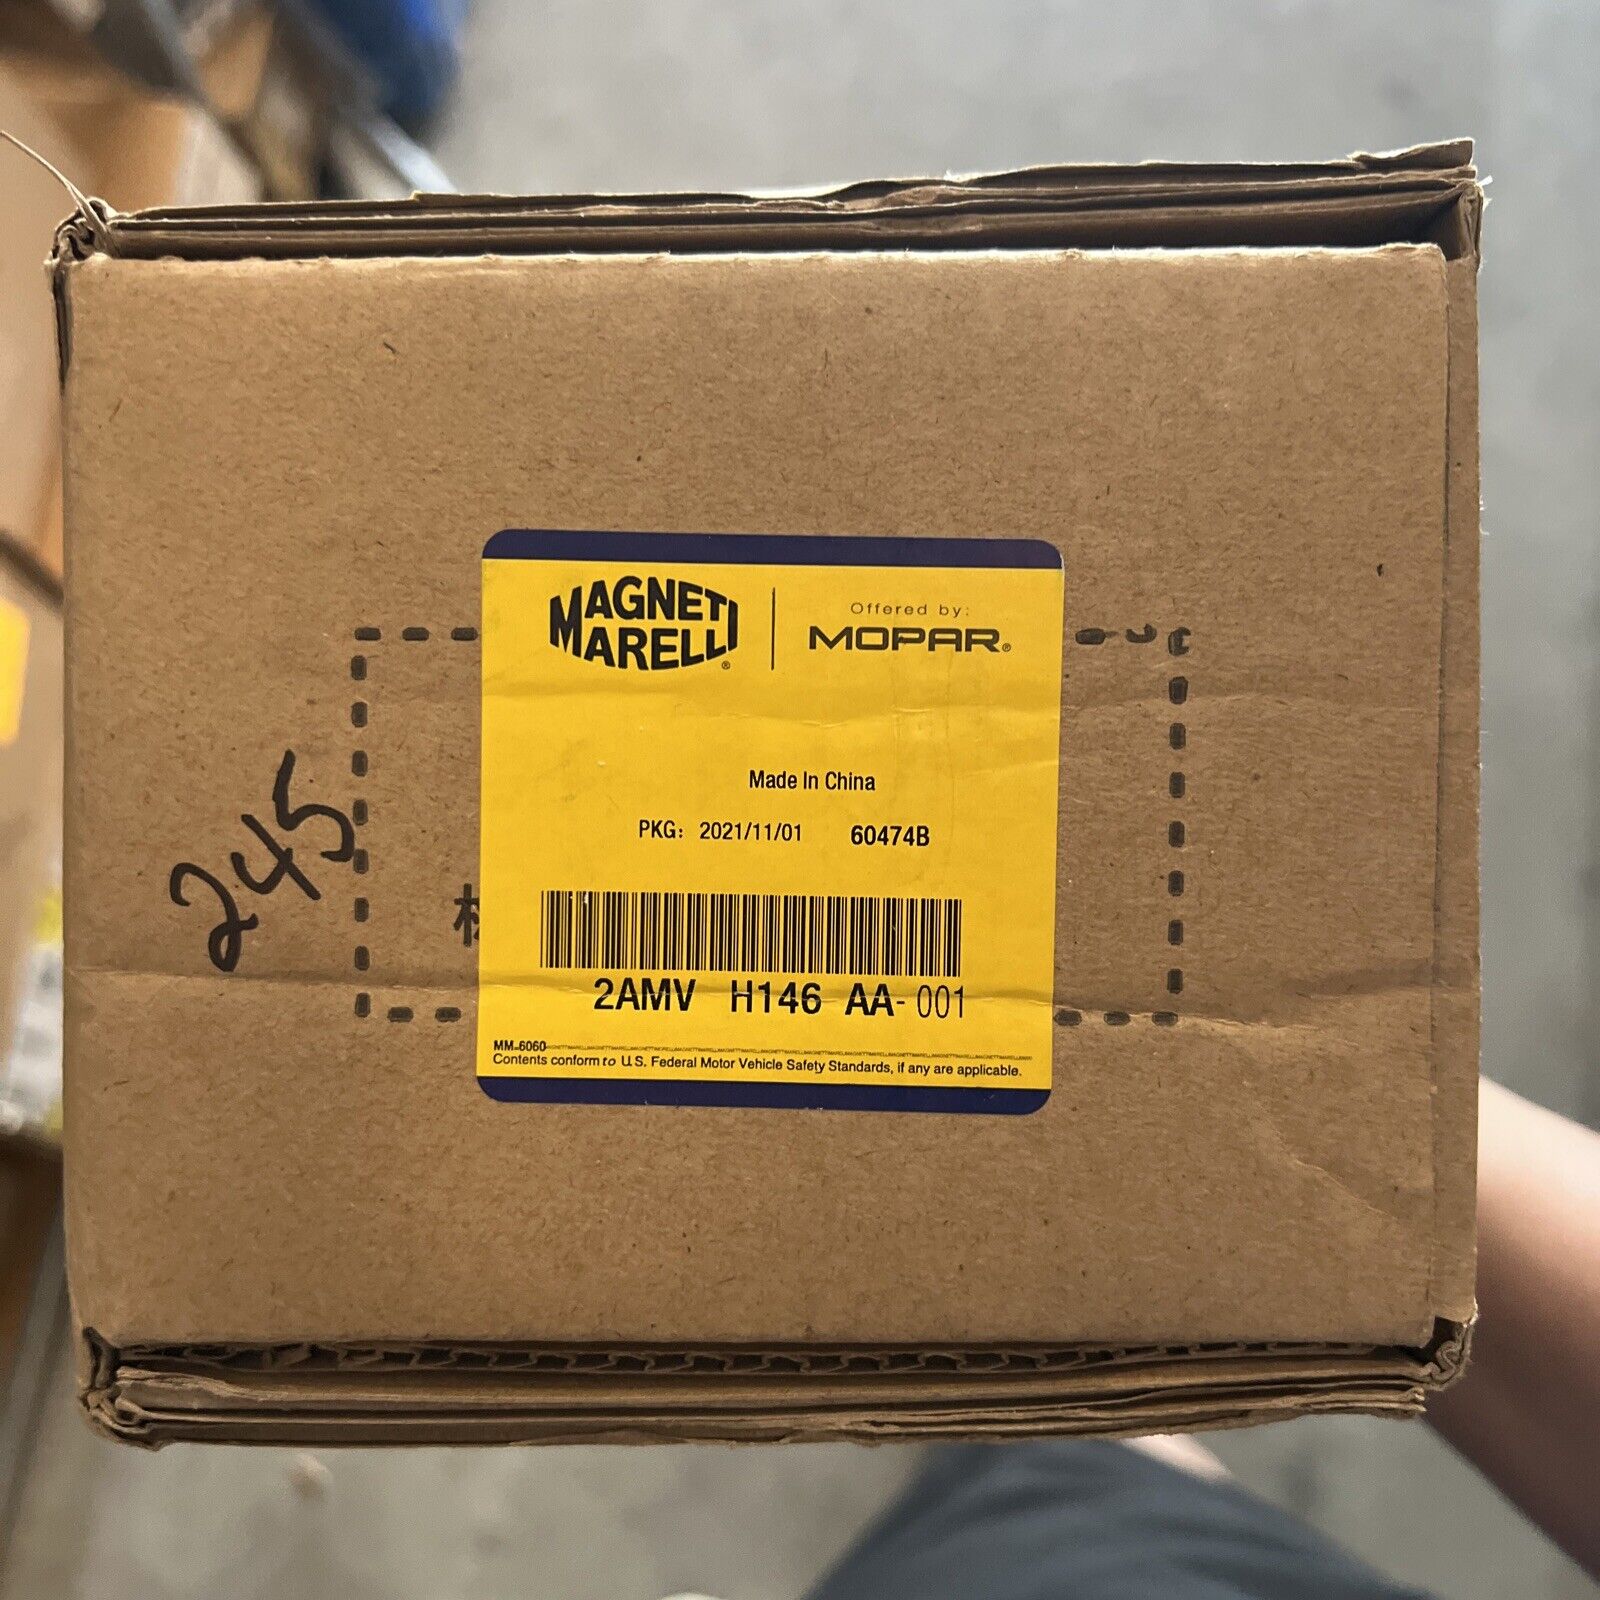 MAGNETI
MARELLI®
Offered by:
MOPAR®
Made In China
PKG: 2021/11/01 60474B
245
2AMV H146 AA-001
MM-6060
Contents conform to U.S. Federal Motor Vehicle Safety Standards, if any are applicable.